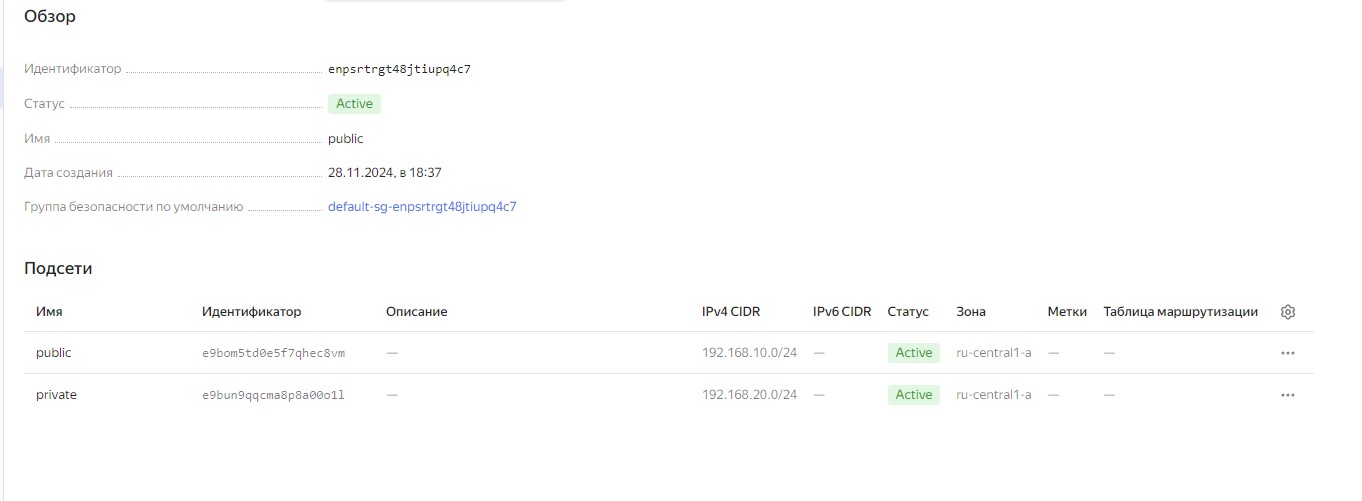 Обзор
Идентификатор enpsrtrgt48jtiupq4c7
Статус Active
Имя public
Дата создания 28.11.2024, в 18:37
Группа безопасности по умолчанию default-sg-enpsrtrgt48jtiupq4c7
Подсети
Имя Идентификатор Описание IPv4 CIDR IPv6 CIDR Статус Зона Метки Таблица маршрутизации
public e9bom5td0e5f7qhec8vm — 192.168.10.0/24 — Active ru-central1-a — —
private e9bun9qqcma8p8a00o1l — 192.168.20.0/24 — Active ru-central1-a — —